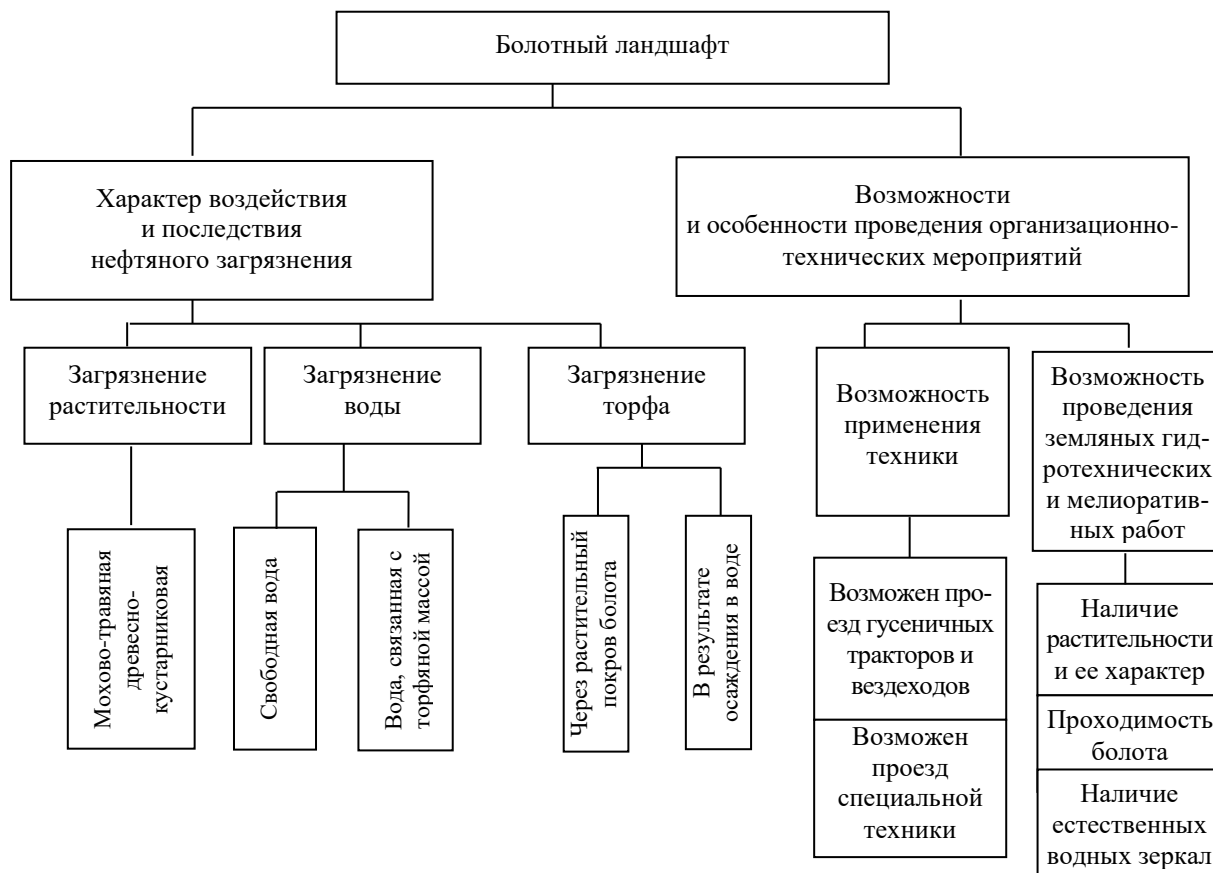 Болотный ландшафт
Характер воздействия
и последствия
нефтяного загрязнения
Возможности
и особенности проведения организационно-
технических мероприятий
Загрязнение
растительности
Загрязнение
воды
Загрязнение
торфа
Возможность
применения
техники
Возможность
проведения
земляных гид-
ротехнических
и мелиоратив-
ных работ
Мохово-травяная
древесно-
кустарниковая
Свободная вода
Вода, связанная с
торфяной массой
Через растительный
покров болота
В результате
осаждения в воде
Возможен про-
езд гусеничных
тракторов и
вездеходов
Возможен
проезд
специальной
техники
Наличие
растительности
и ее характер
Проходимость
болота
Наличие
естественных
водных зеркал